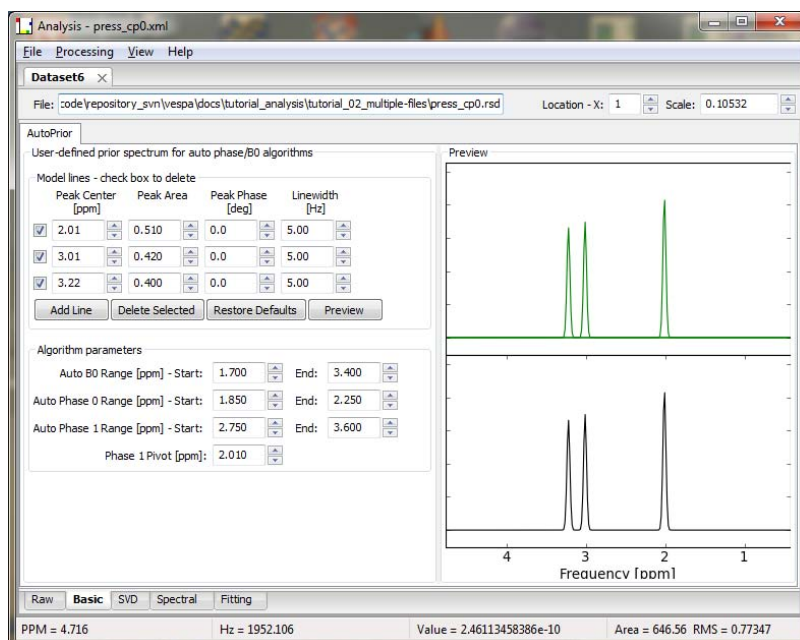 Analysis - press_cp0.xml
File Processing View Help
Dataset6
File: :ode\repository_svn\vespa\docs\tutorial_analysis\tutorial_02_multiple-files\press_cp0.rsd Location - X: 1 Scale: 0.10532
AutoPrior
User-defined prior spectrum for auto phase/B0 algorithms
Preview
Model lines - check box to delete
Peak Center [ppm] Peak Area Peak Phase [deg] Linewidth [Hz]
2.01 0.510 0.0 5.00
3.01 0.420 0.0 5.00
3.22 0.400 0.0 5.00
Add Line Delete Selected Restore Defaults Preview
Algorithm parameters
Auto B0 Range [ppm] - Start: 1.700 End: 3.400
Auto Phase 0 Range [ppm] - Start: 1.850 End: 2.250
Auto Phase 1 Range [ppm] - Start: 2.750 End: 3.600
Phase 1 Pivot [ppm]: 2.010
4 3 2 1
Frequency [ppm]
Raw Basic SVD Spectral Fitting
PPM = 4.716 Hz = 1952.106 Value = 2.46113458386e-10 Area = 646.56 RMS = 0.77347